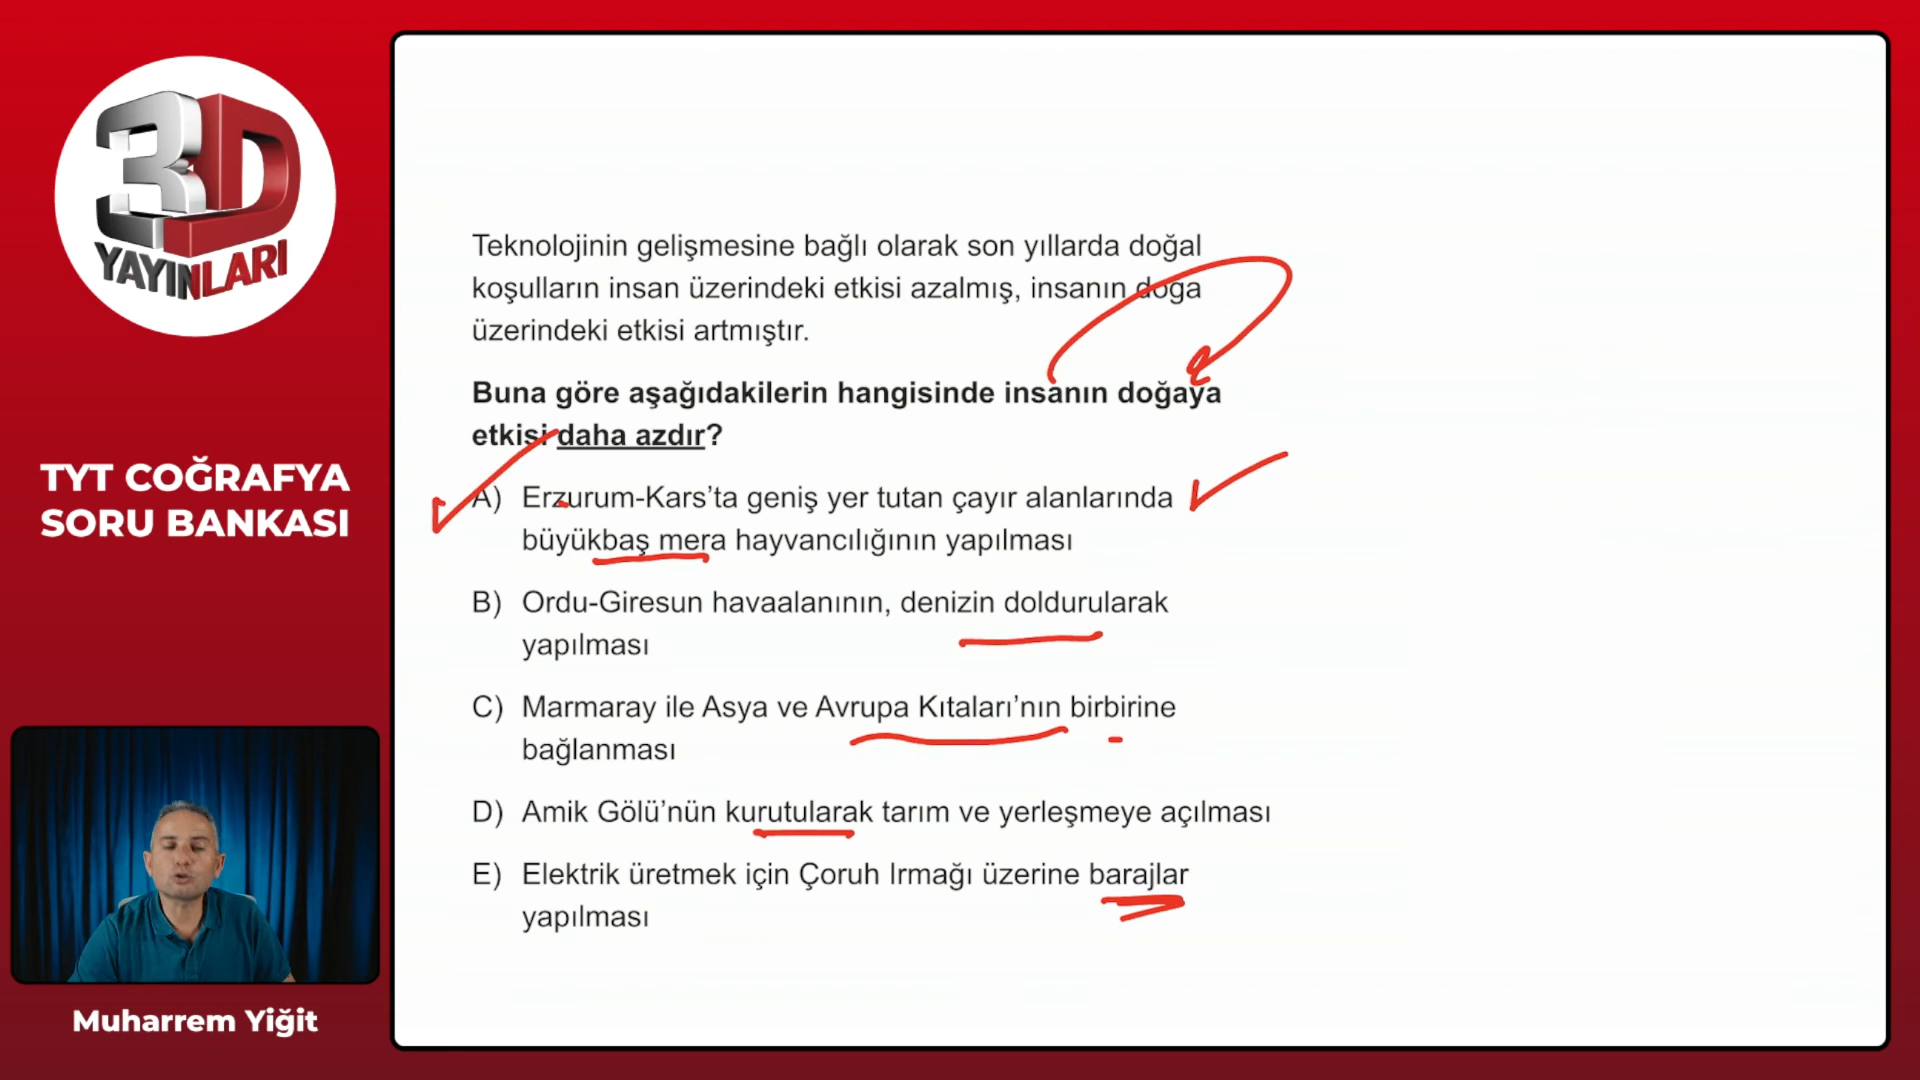 3D
YAYINLARI
TYT COĞRAFYA
SORU BANKASI
Muharrem Yiğit
Teknolojinin gelişmesine bağlı olarak son yıllarda doğal
koşulların insan üzerindeki etkisi azalmış, insanın doğa
üzerindeki etkisi artmıştır.
Buna göre aşağıdakilerin hangisinde insanın doğaya
etkisi daha azdır?
A) Erzurum-Kars’ta geniş yer tutan çayır alanlarında
büyükbaş mera hayvancılığının yapılması
B) Ordu-Giresun havaalanının, denizin doldurularak
yapılması
C) Marmaray ile Asya ve Avrupa Kıtaları’nın birbirine
bağlanması
D) Amik Gölü’nün kurutularak tarım ve yerleşmeye açılması
E) Elektrik üretmek için Çoruh Irmağı üzerine barajlar
yapılması